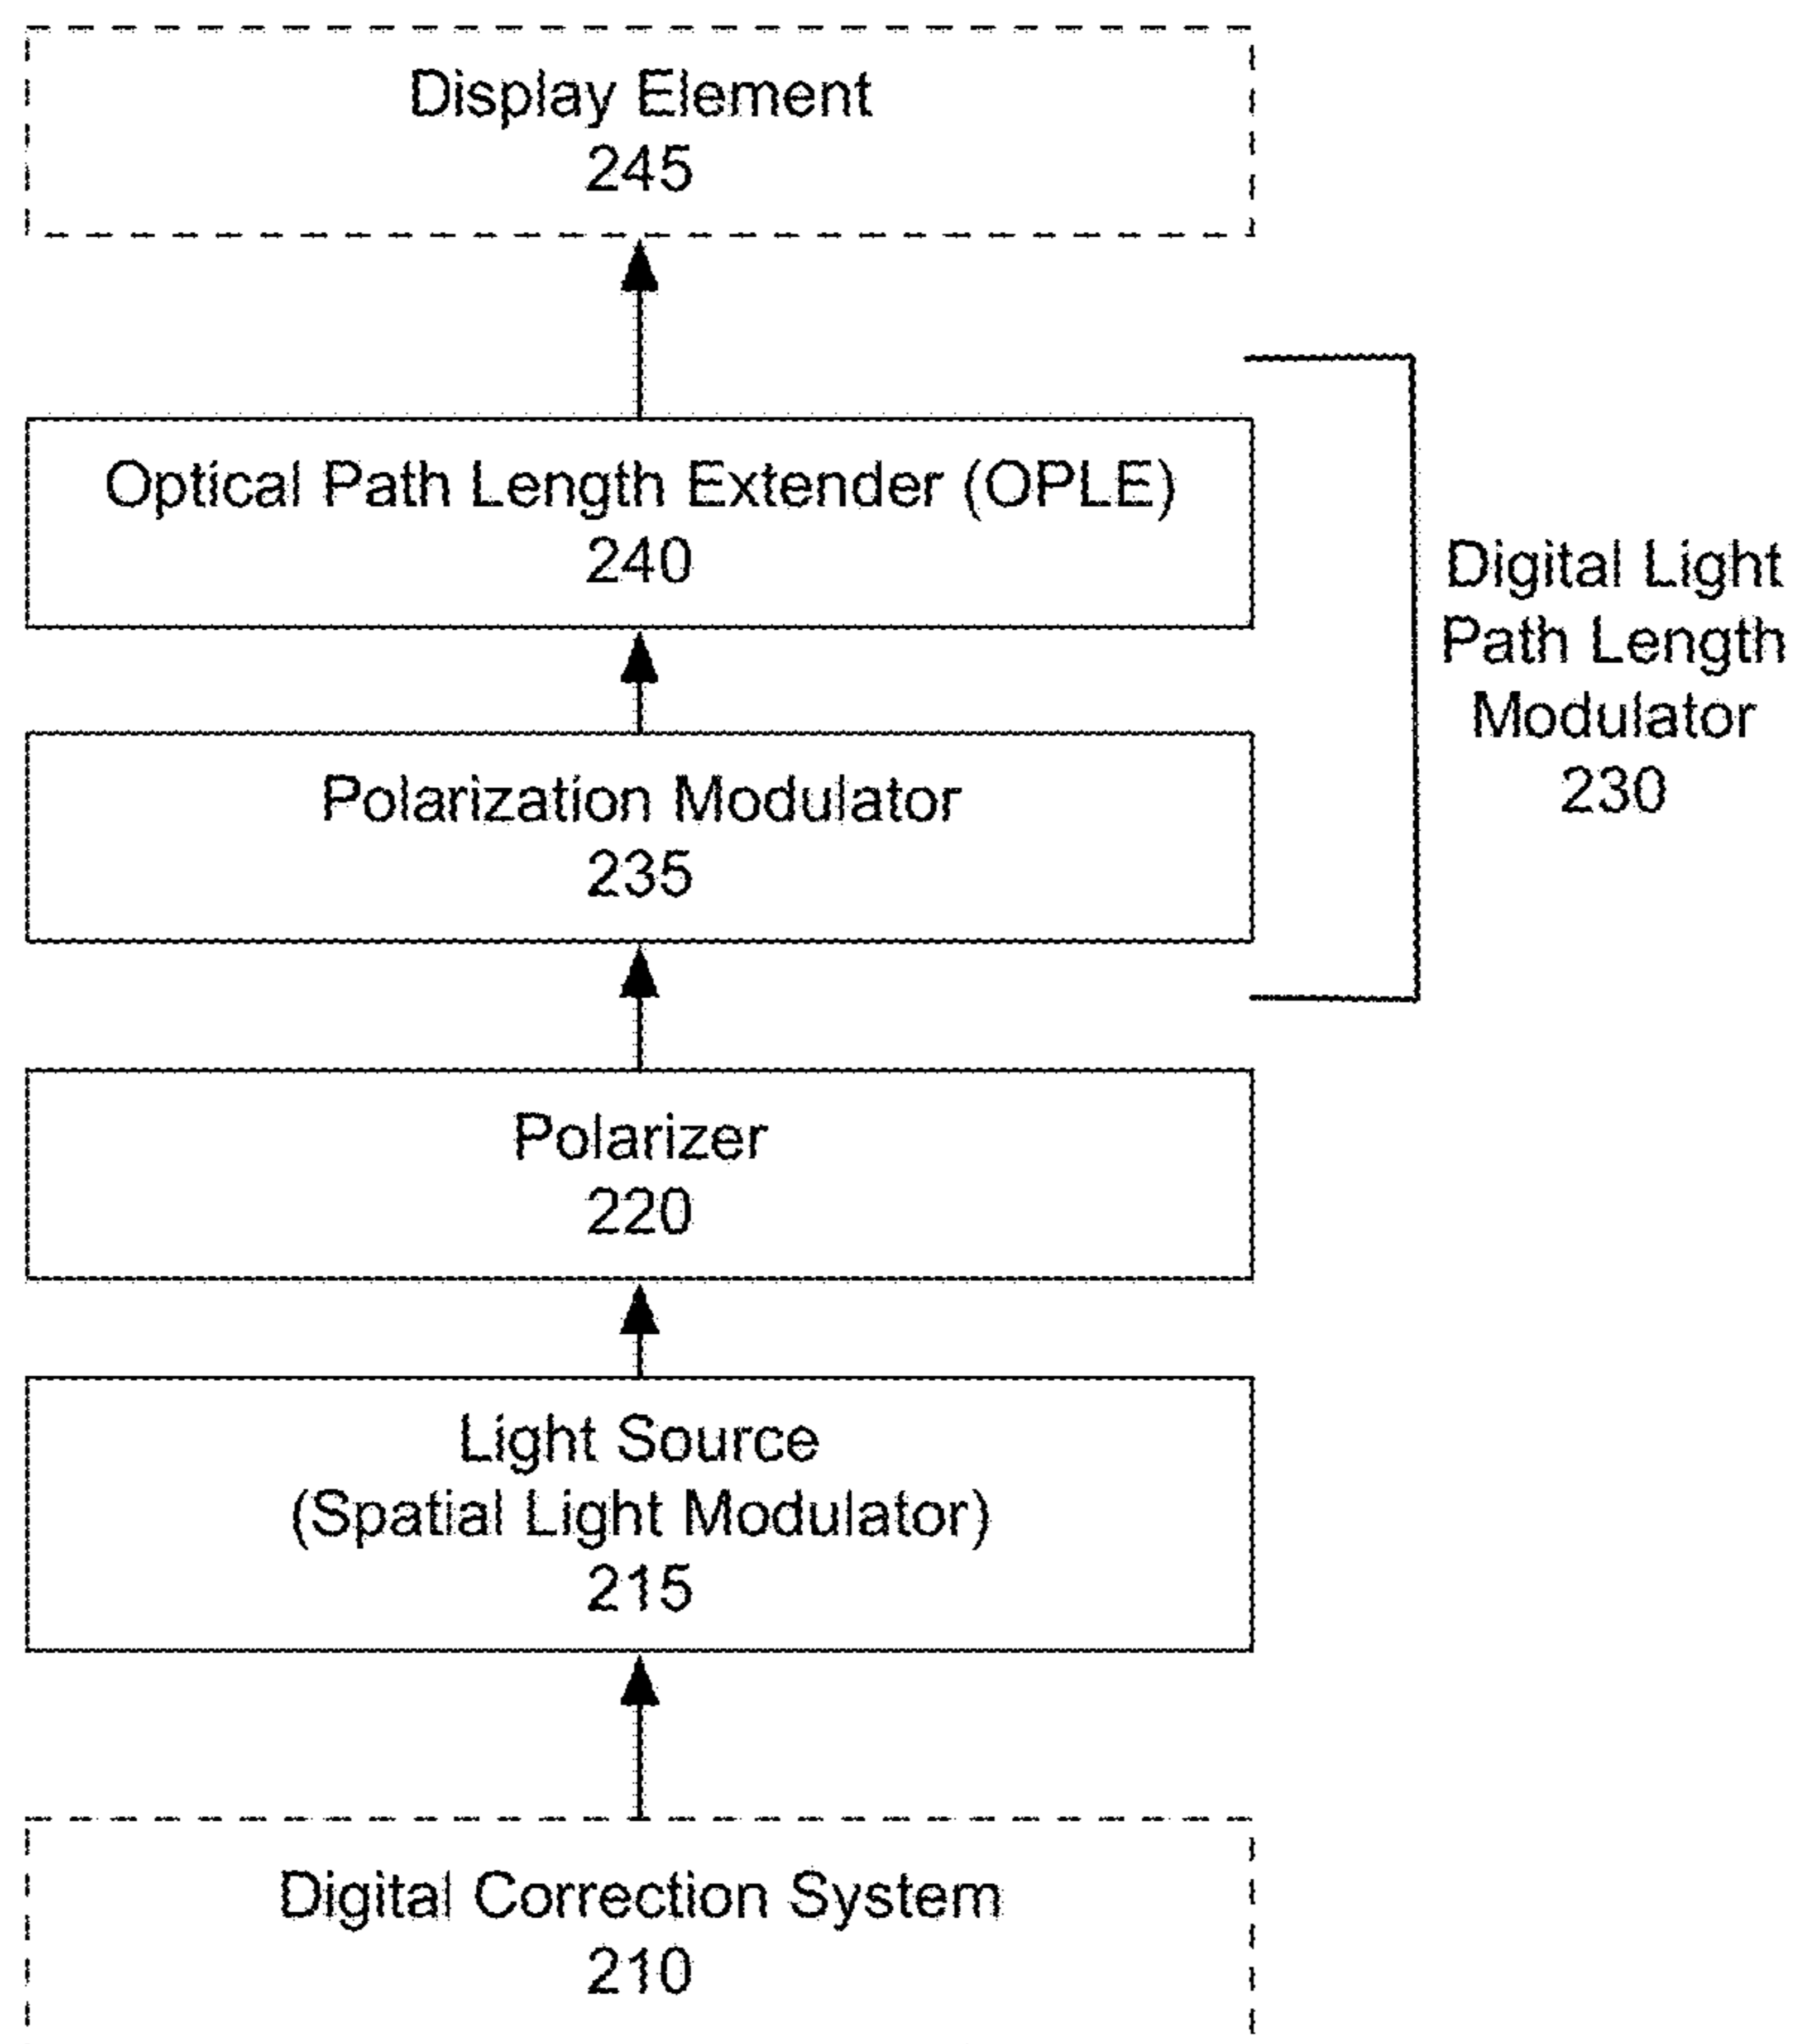 Display Element
245
Optical Path Length Extender (OPLE)
240
Digital Light
Path Length
Modulator
230
Polarization Modulator
235
Polarizer
220
Light Source
(Spatial Light Modulator)
215
Digital Correction System
210